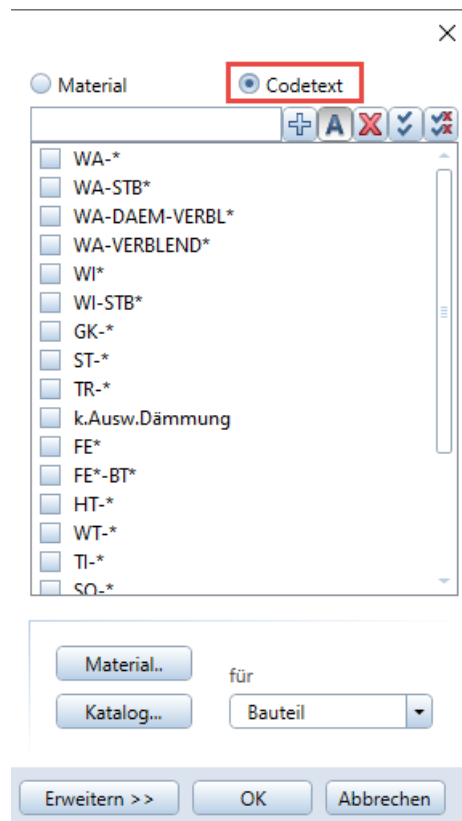 Material Codetext
A
WA-*
WA-STB*
WA-DAEM-VERBL*
WA-VERBLEND*
WI*
WI-STB*
GK-*
ST-*
TR-*
k.Ausw.Dämmung
FE*
FE*-BT*
HT-*
WT-*
TI-*
SO-*
Material..
für
Katalog...
Bauteil
Erweitern >> OK Abbrechen